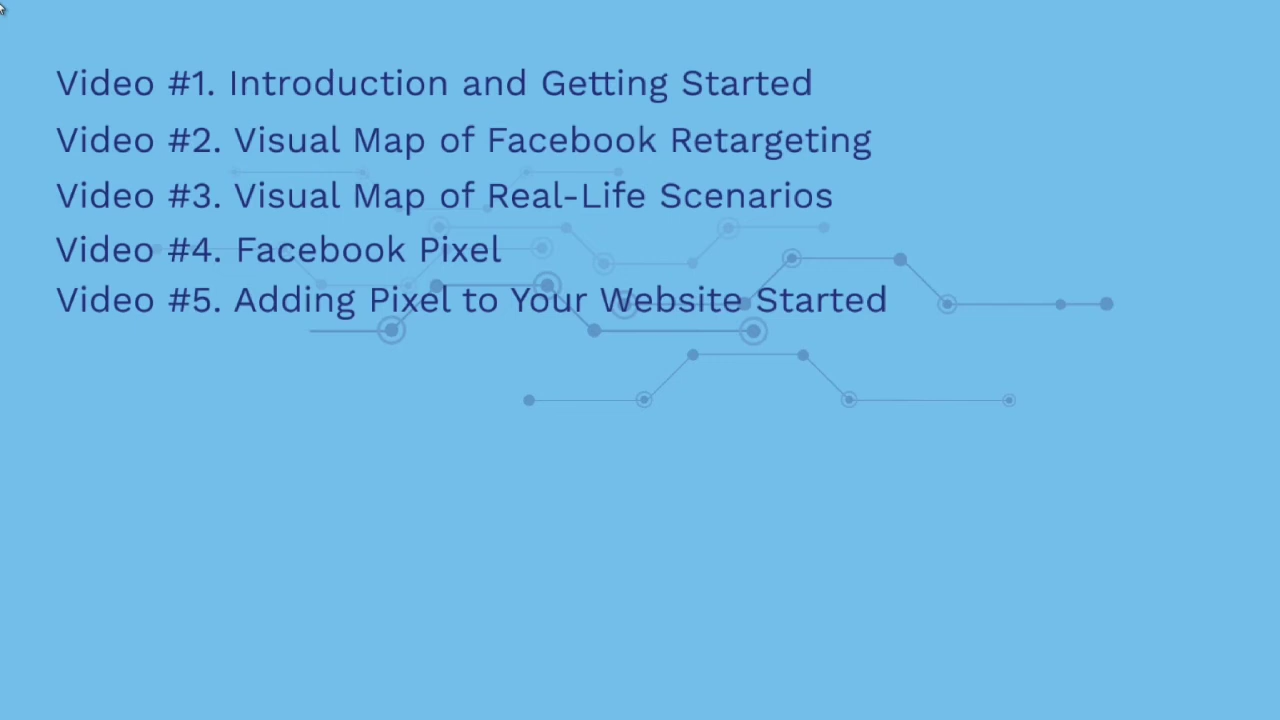 Video #1. Introduction and Getting Started
Video #2. Visual Map of Facebook Retargeting
Video #3. Visual Map of Real-Life Scenarios
Video #4. Facebook Pixel
Video #5. Adding Pixel to Your Website Started